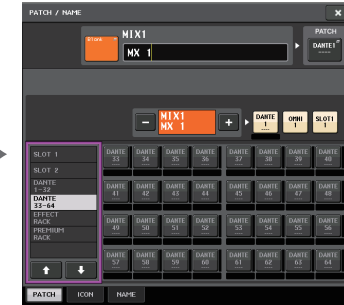 PATCH / NAME
Blank
MIX1
MX 1
PATCH
DANTE1
MIX1
MX 1
DANTE
1
OMNI
1
SLOT1
1
SLOT 1
SLOT 2
DANTE
1-32
DANTE
33-64
EFFECT
RACK
PREMIUM
RACK
DANTE
33
DANTE
34
DANTE
35
DANTE
36
DANTE
37
DANTE
38
DANTE
39
DANTE
40
DANTE
41
DANTE
42
DANTE
43
DANTE
44
DANTE
45
DANTE
46
DANTE
47
DANTE
48
DANTE
49
DANTE
50
DANTE
51
DANTE
52
DANTE
53
DANTE
54
DANTE
55
DANTE
56
DANTE
57
DANTE
58
DANTE
59
DANTE
60
DANTE
61
DANTE
62
DANTE
63
DANTE
64
PATCH
ICON
NAME